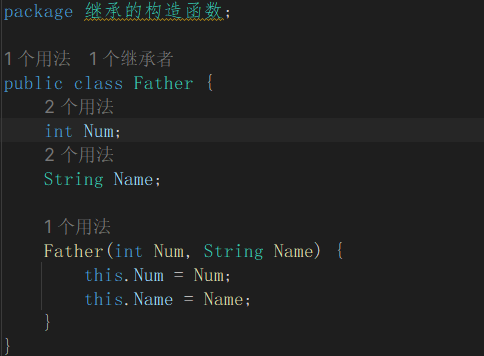 package 继承的构造函数;
1 个用法 1 个继承者
public class Father {
2 个用法
int Num;
2 个用法
String Name;
1 个用法
Father(int Num, String Name) {
this.Num = Num;
this.Name = Name;
}
}